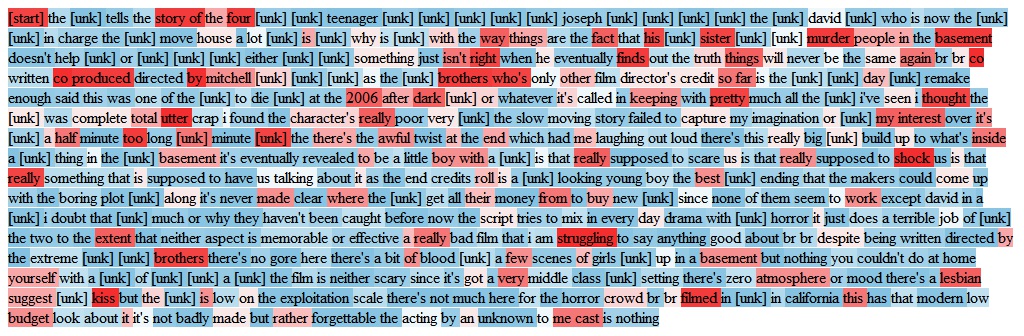 [start] tells the [unk] story of the four [unk] [unk] teenager [unk] [unk] [unk] [unk] [unk] joseph [unk] [unk] [unk] [unk] the [unk] david [unk] who is now the [unk]
[unk] in charge the [unk] move house a lot [unk] is [unk] why is [unk] with the way things are the fact that his [unk] sister [unk] [unk] murder people in the basement
doesn't help [unk] or [unk] [unk] [unk] either [unk] [unk] something just isn't right when he eventually finds out the truth things will never be the same again br br co
written co produced directed by mitchell [unk] [unk] [unk] as the [unk] brothers who's only other film director's credit so far is the [unk] [unk] day [unk] remake
enough said this was one of the [unk] to die [unk] at the 2006 after dark [unk] or whatever it's called in keeping with pretty much all the [unk] i've seen i thought the
[unk] was complete total utter crap i found the character's really poor very [unk] the slow moving story failed to capture my imagination or [unk] my interest over it's
[unk] a half minute too long [unk] minute [unk] the there's the awful twist at the end which had me laughing out loud there's this really big [unk] build up to what's inside
a [unk] thing in the [unk] basement it's eventually revealed to be a little boy with a [unk] is that really supposed to scare us is that really supposed to shock us is that
really something that is supposed to have us talking about it as the end credits roll is a [unk] looking young boy the best [unk] ending that the makers could come up
with the boring plot [unk] along it's never made clear where the [unk] get all their money from to buy new [unk] since none of them seem to work except david in a
[unk] i doubt that [unk] much or why they haven't been caught before now the script tries to mix in every day drama with [unk] horror it just does a terrible job of [unk]
the two to the extent that neither aspect is memorable or effective a really bad film that i am struggling to say anything good about br br despite being written directed by
the extreme [unk] [unk] brothers there's no gore here there's a bit of blood [unk] a few scenes of girls [unk] up in a basement but nothing you couldn't do at home
yourself with a [unk] of [unk] [unk] a [unk] the film is neither scary since it's got a very middle class [unk] setting there's zero atmosphere or mood there's a lesbian
suggest [unk] kiss but the [unk] is low on the exploitation scale there's not much here for the horror crowd br br filmed in [unk] in california this has that modern low
budget look about it it's not badly made but rather forgettable the acting by an unknown to me cast is nothing